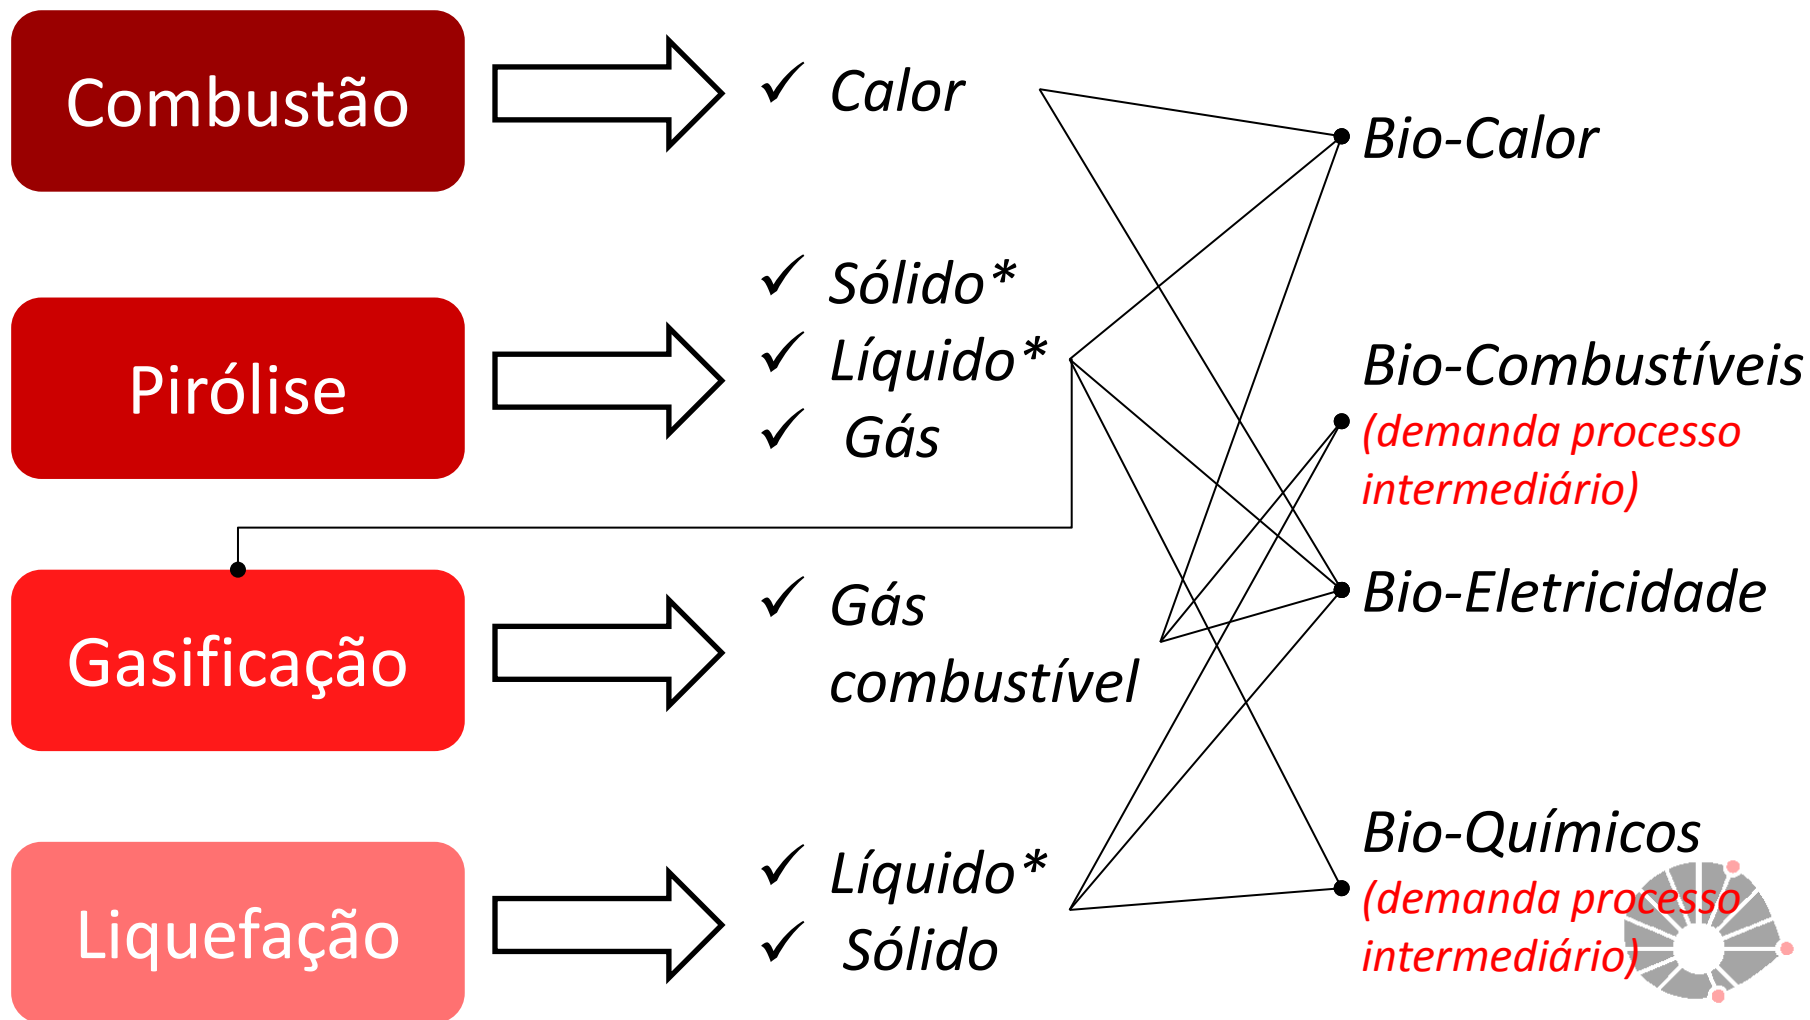 Combustão
Calor
Bio-Calor
Pirólise
Sólido*
Líquido*
Gás
Bio-Combustíveis
(demanda processo
intermediário)
Gasificação
Gás
combustível
Bio-Eletricidade
Liquefação
Líquido*
Sólido
Bio-Químicos
(demanda processo
intermediário)